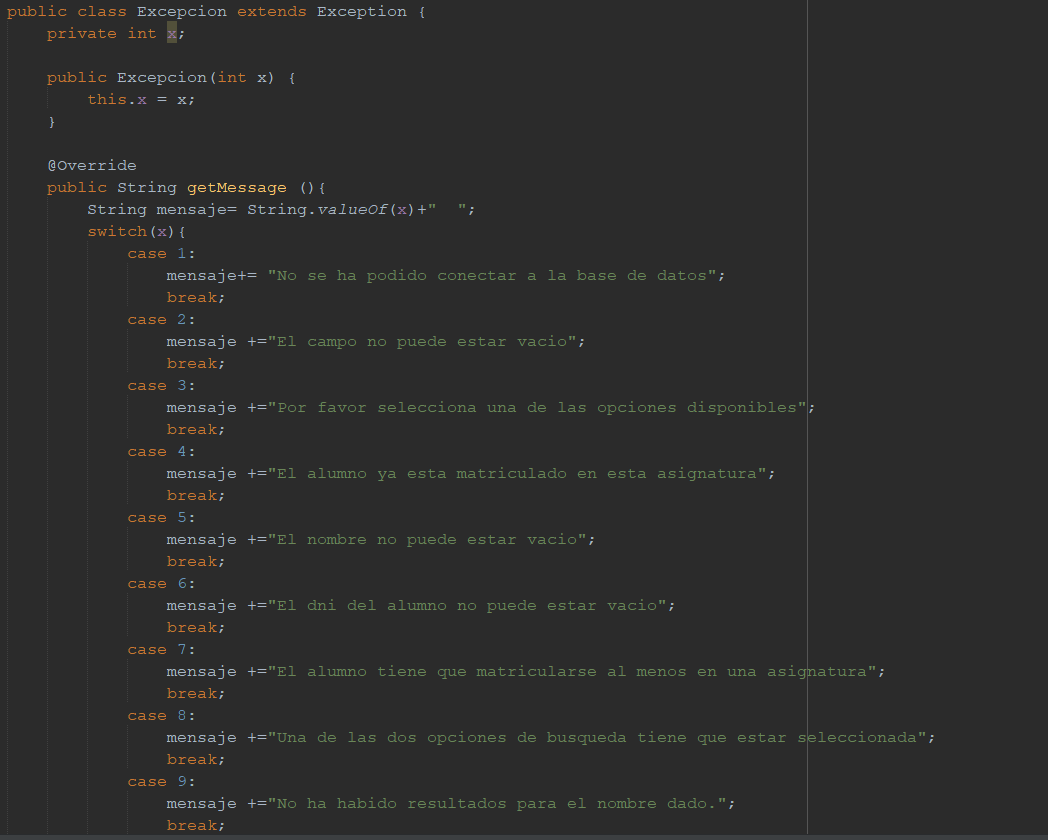 public class Excepcion extends Exception {
private int x;
public Excepcion(int x) {
this.x = x;
}
@Override
public String getMessage (){
String mensaje= String.valueOf(x)+"  ";
switch(x){
case 1:
mensaje+= "No se ha podido conectar a la base de datos";
break;
case 2:
mensaje +="El campo no puede estar vacio";
break;
case 3:
mensaje +="Por favor selecciona una de las opciones disponibles";
break;
case 4:
mensaje +="El alumno ya esta matriculado en esta asignatura";
break;
case 5:
mensaje +="El nombre no puede estar vacio";
break;
case 6:
mensaje +="El dni del alumno no puede estar vacio";
break;
case 7:
mensaje +="El alumno tiene que matricularse al menos en una asignatura";
break;
case 8:
mensaje +="Una de las dos opciones de busqueda tiene que estar seleccionada";
break;
case 9:
mensaje +="No ha habido resultados para el nombre dado.";
break;